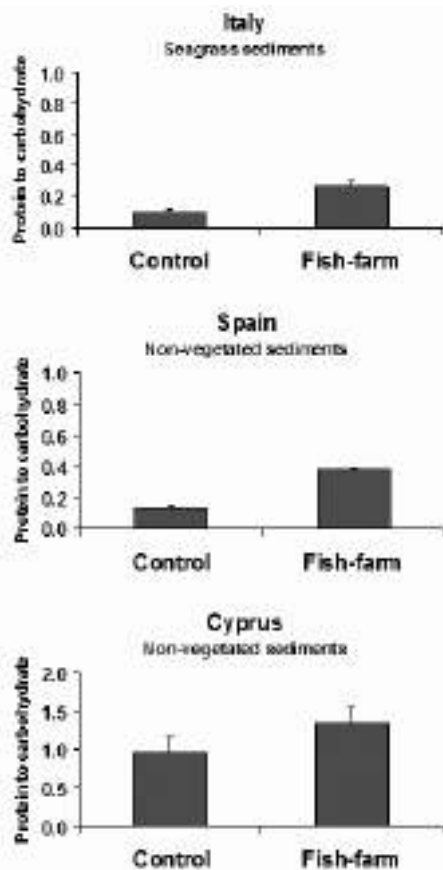 Italy
Seagrass sediments
Protein to carbohydrate
1.0
0.8
0.6
0.4
0.2
0.0
Control Fish-farm
Spain
Non-vegetated sediments
Protein to carbohydrate
1.0
0.8
0.6
0.4
0.2
0.0
Control Fish-farm
Cyprus
Non-vegetated sediments
Protein to carbohydrate
2.0
1.5
1.0
0.5
0.0
Control Fish-farm